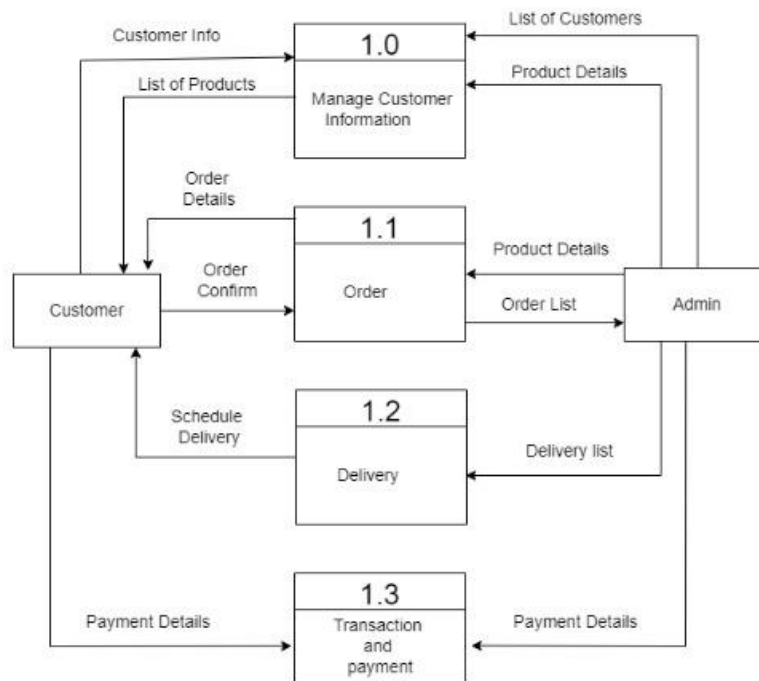 Customer Info
1.0
List of Customers
List of Products
Manage Customer
Information
Product Details
Order
Details
1.1
Product Details
Order
Confirm
Order
Order List
Customer
Admin
1.2
Schedule
Delivery
Delivery
Delivery list
1.3
Payment Details
Transaction
and
payment
Payment Details